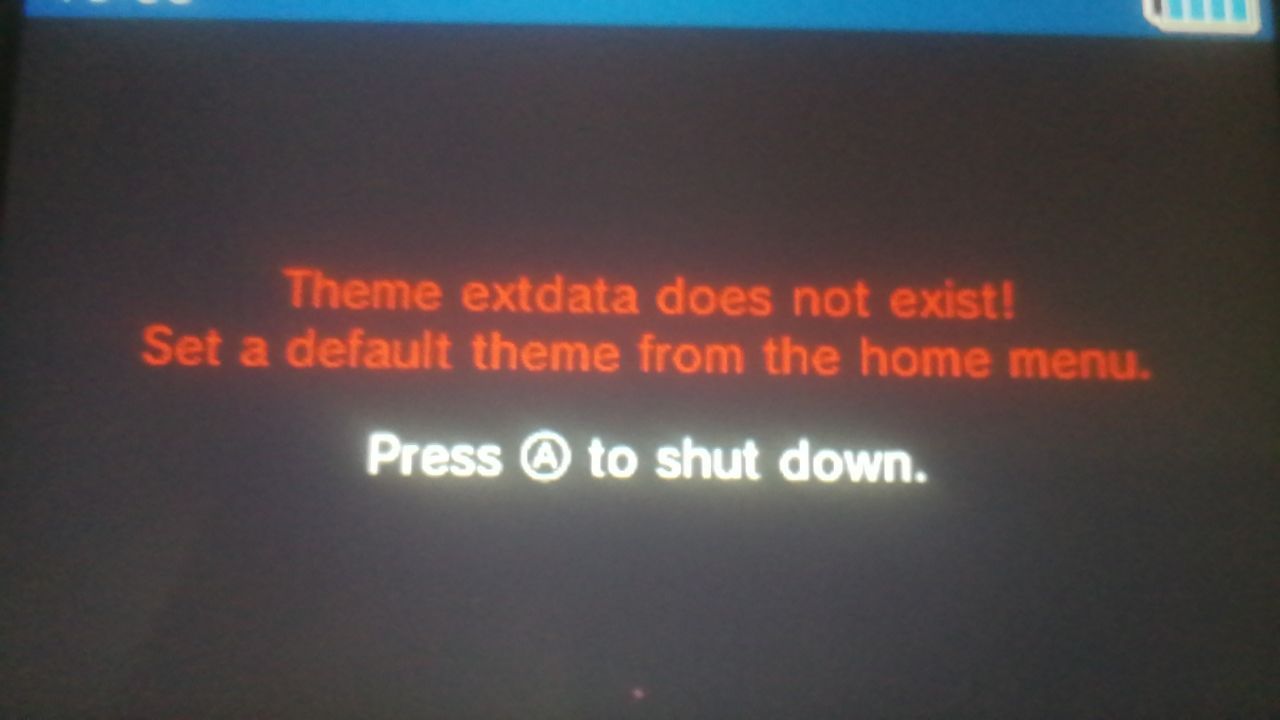 Theme extdata does not exist!
Set a default theme from the home menu.
Press Ⓐ to shut down.